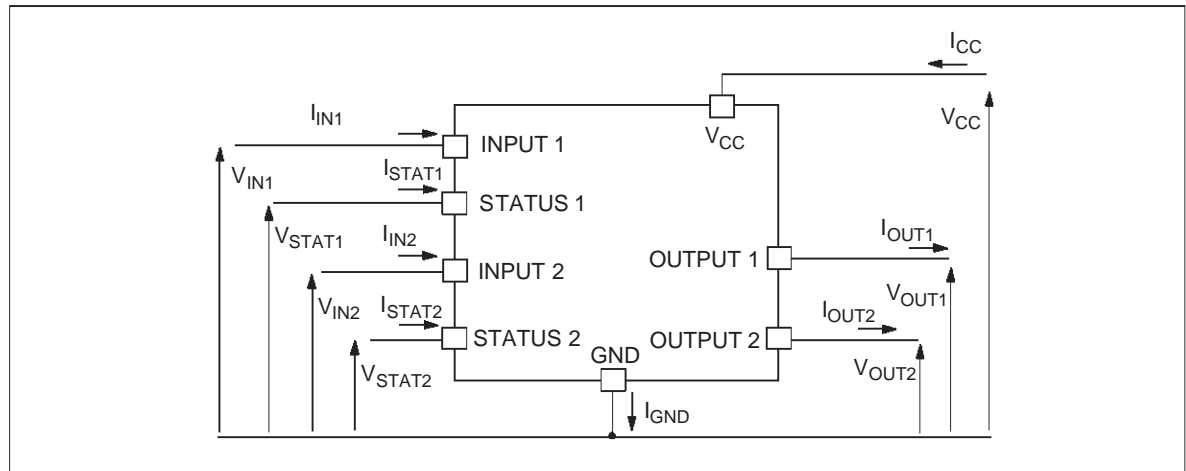 I_CC
V_CC
V_CC
I_IN1
INPUT 1
V_IN1
I_STAT1
STATUS 1
V_STAT1
I_IN2
INPUT 2
V_IN2
I_STAT2
STATUS 2
V_STAT2
GND
I_GND
OUTPUT 1
I_OUT1
V_OUT1
OUTPUT 2
I_OUT2
V_OUT2